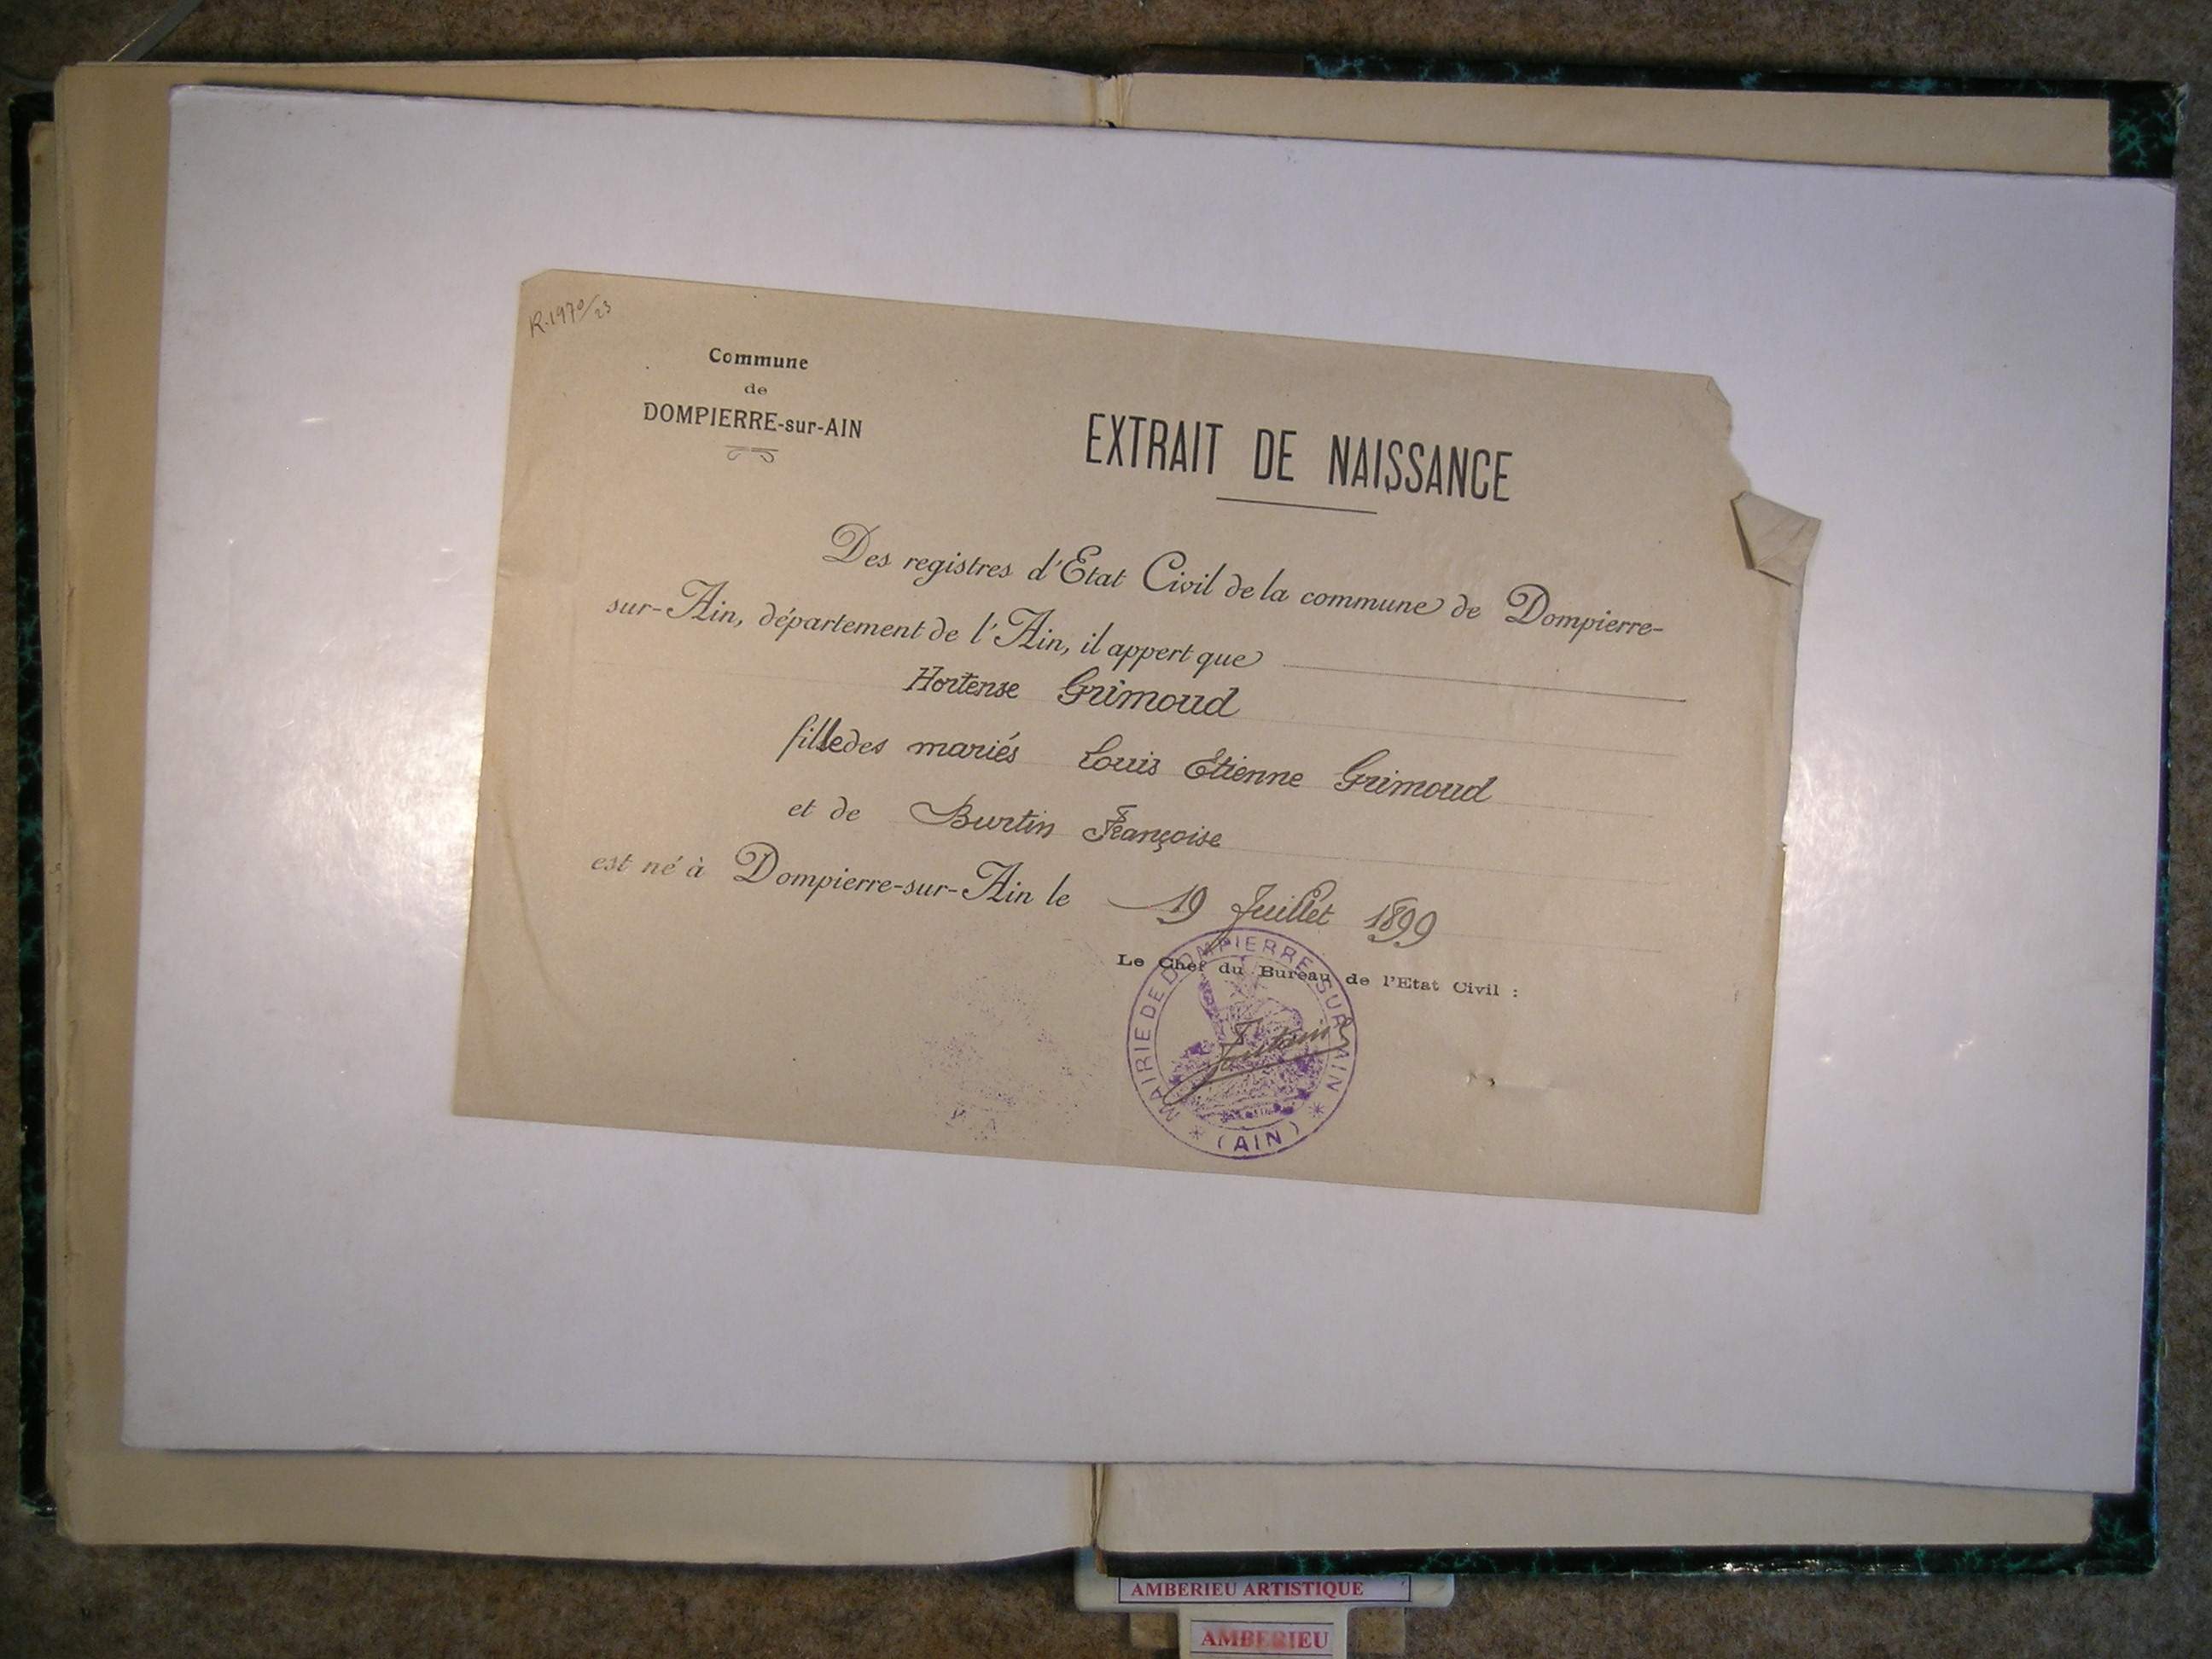 R.1970/23
Commune
de
DOMPIERRE-sur-AIN
EXTRAIT DE NAISSANCE
Des registres d'Etat Civil de la commune de Dompierre-
sur-Ain, département de l'Ain, il appert que
Hortense Grimoud
fille des mariés Louis Etienne Grimoud
et de Burtin Françoise
est né à Dompierre-sur-Ain le 19 Juillet 1899
Le Chef du Bureau de l'Etat Civil :
MAIRIE DE DOMPIERRE-SUR-AIN
* (AIN) *
AMBERIEU ARTISTIQUE
AMBERIEU